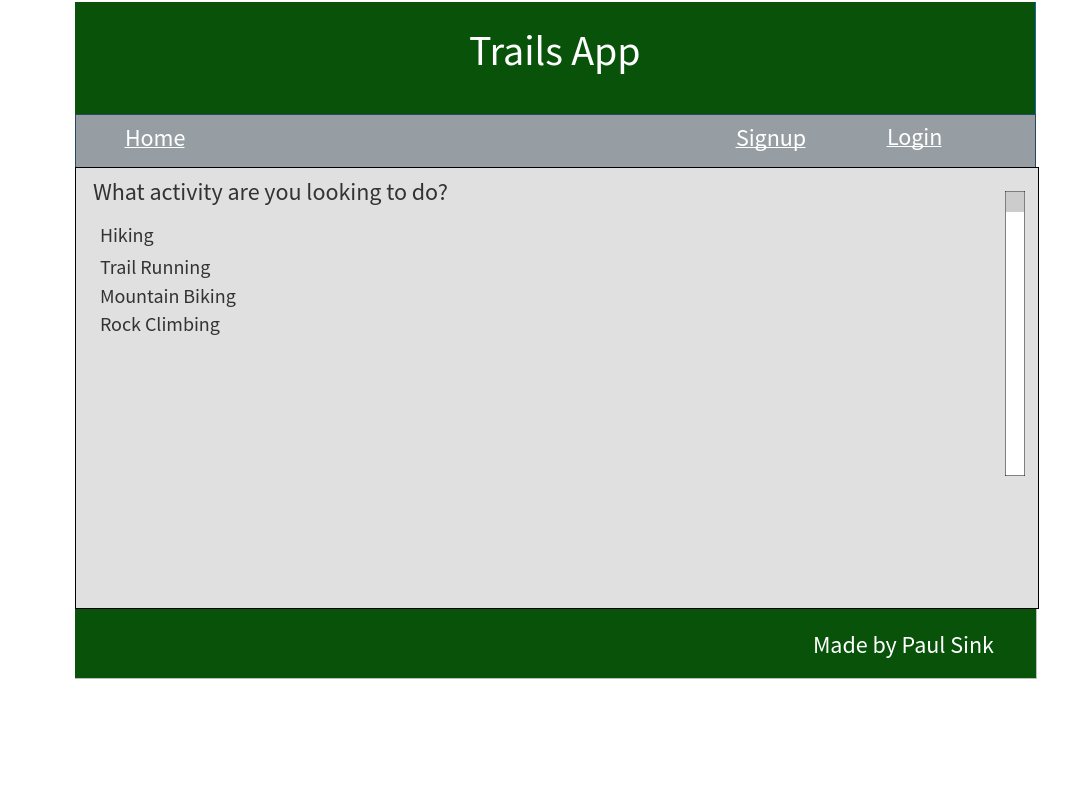 Trails App
Home Signup Login
What activity are you looking to do?
Hiking
Trail Running
Mountain Biking
Rock Climbing
Made by Paul Sink